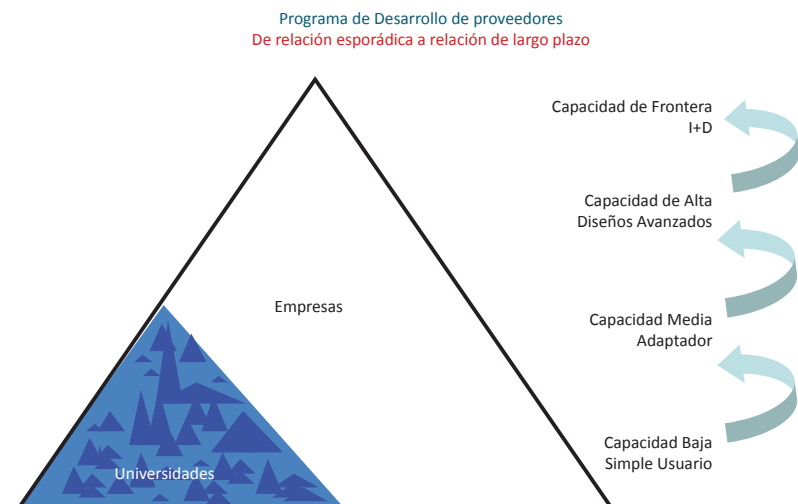 Programa de Desarrollo de proveedores
De relación esporádica a relación de largo plazo
Capacidad de Frontera
I+D
Capacidad de Alta
Diseños Avanzados
Empresas
Capacidad Media
Adaptador
Capacidad Baja
Simple Usuario
Universidades